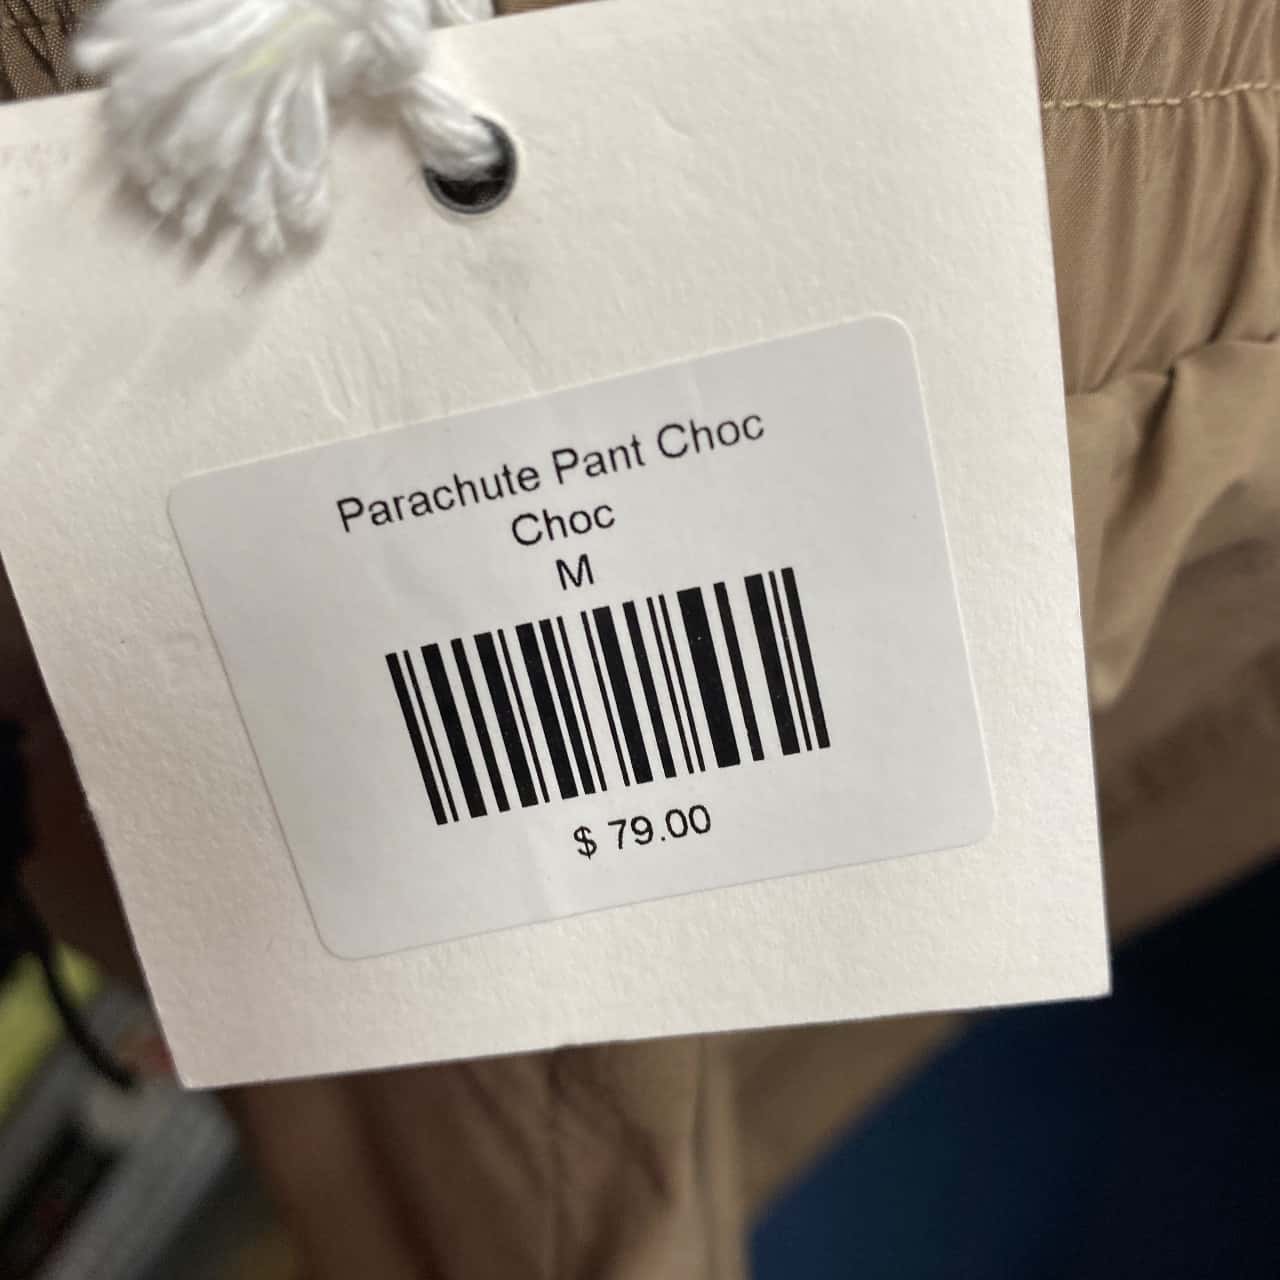 Parachute Pant Choc
Choc
M
$ 79.00